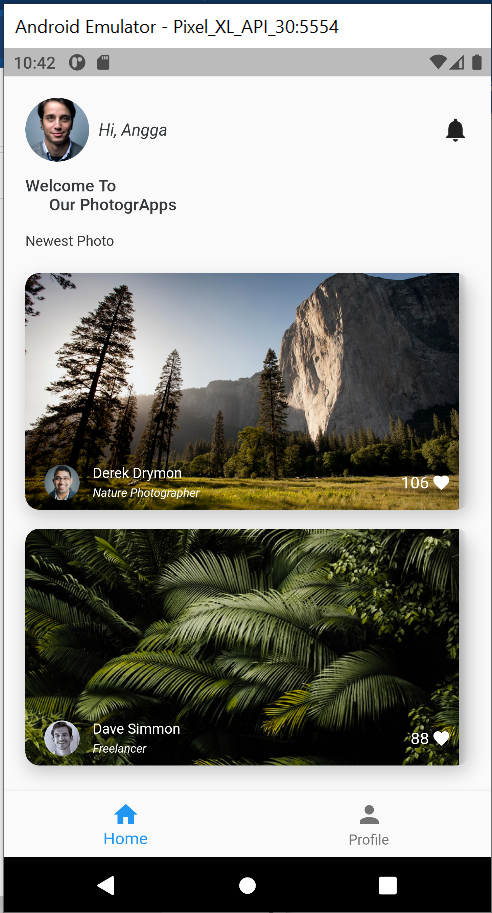 Android Emulator - Pixel_XL_API_30:5554
10:42
Hi, Angga
Welcome To
Our PhotogrApps
Newest Photo
Derek Drymon
Nature Photographer
106
Dave Simmon
Freelancer
88
Home
Profile